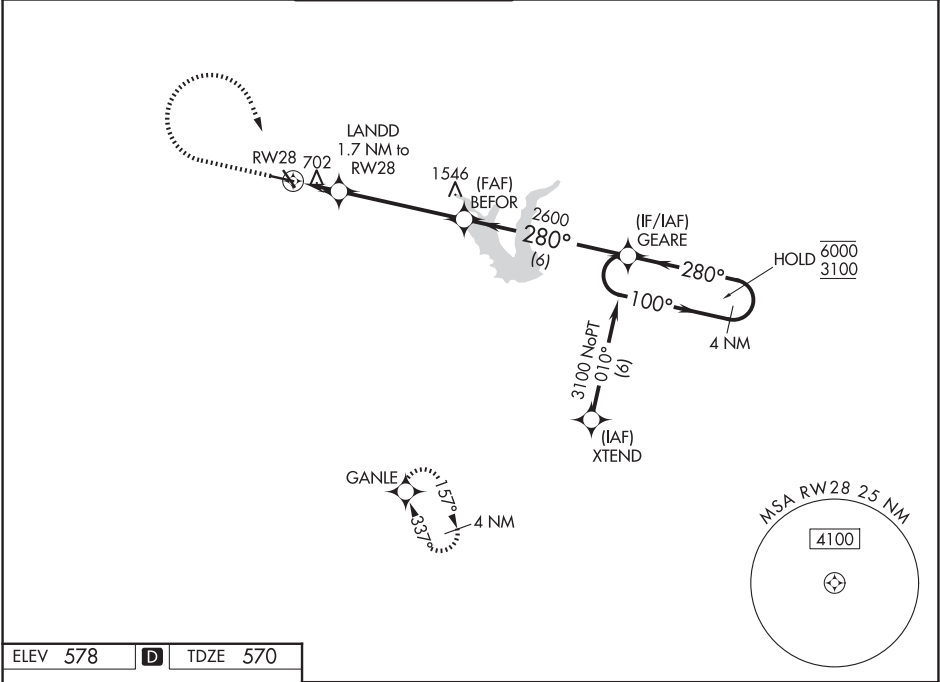 LANDD
1.7 NM to
RW28
RW28
702
1546
(FAF)
BEFOR
2600
280°
(6)
(IF/IAF)
GEARE
HOLD 6000
3100
280°
100°
4 NM
3100 NoPT
010°
(6)
(IAF)
XTEND
GANLE
157°
337°
4 NM
MSA RW28 25 NM
4100
ELEV 578 D TDZE 570